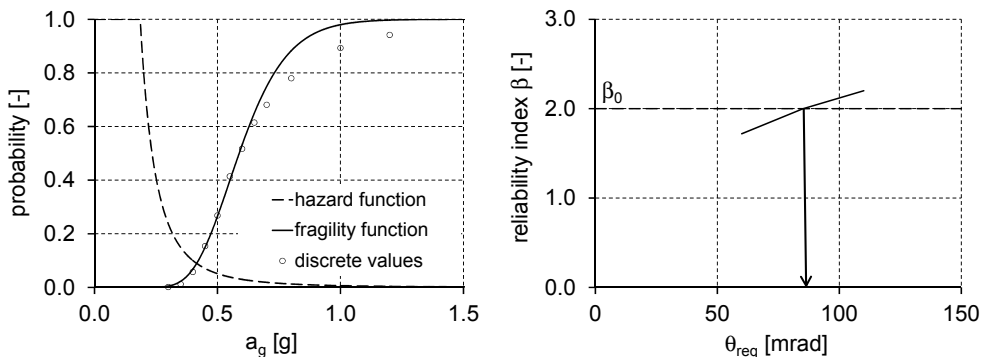 1.0
0.8
0.6
0.4
0.2
0.0
probability [-]
hazard function
fragility function
discrete values
0.0 0.5 1.0 1.5
a_g [g]
3.0
2.0
1.0
0.0
reliability index β [-]
β₀
0 50 100 150
θ_req [mrad]